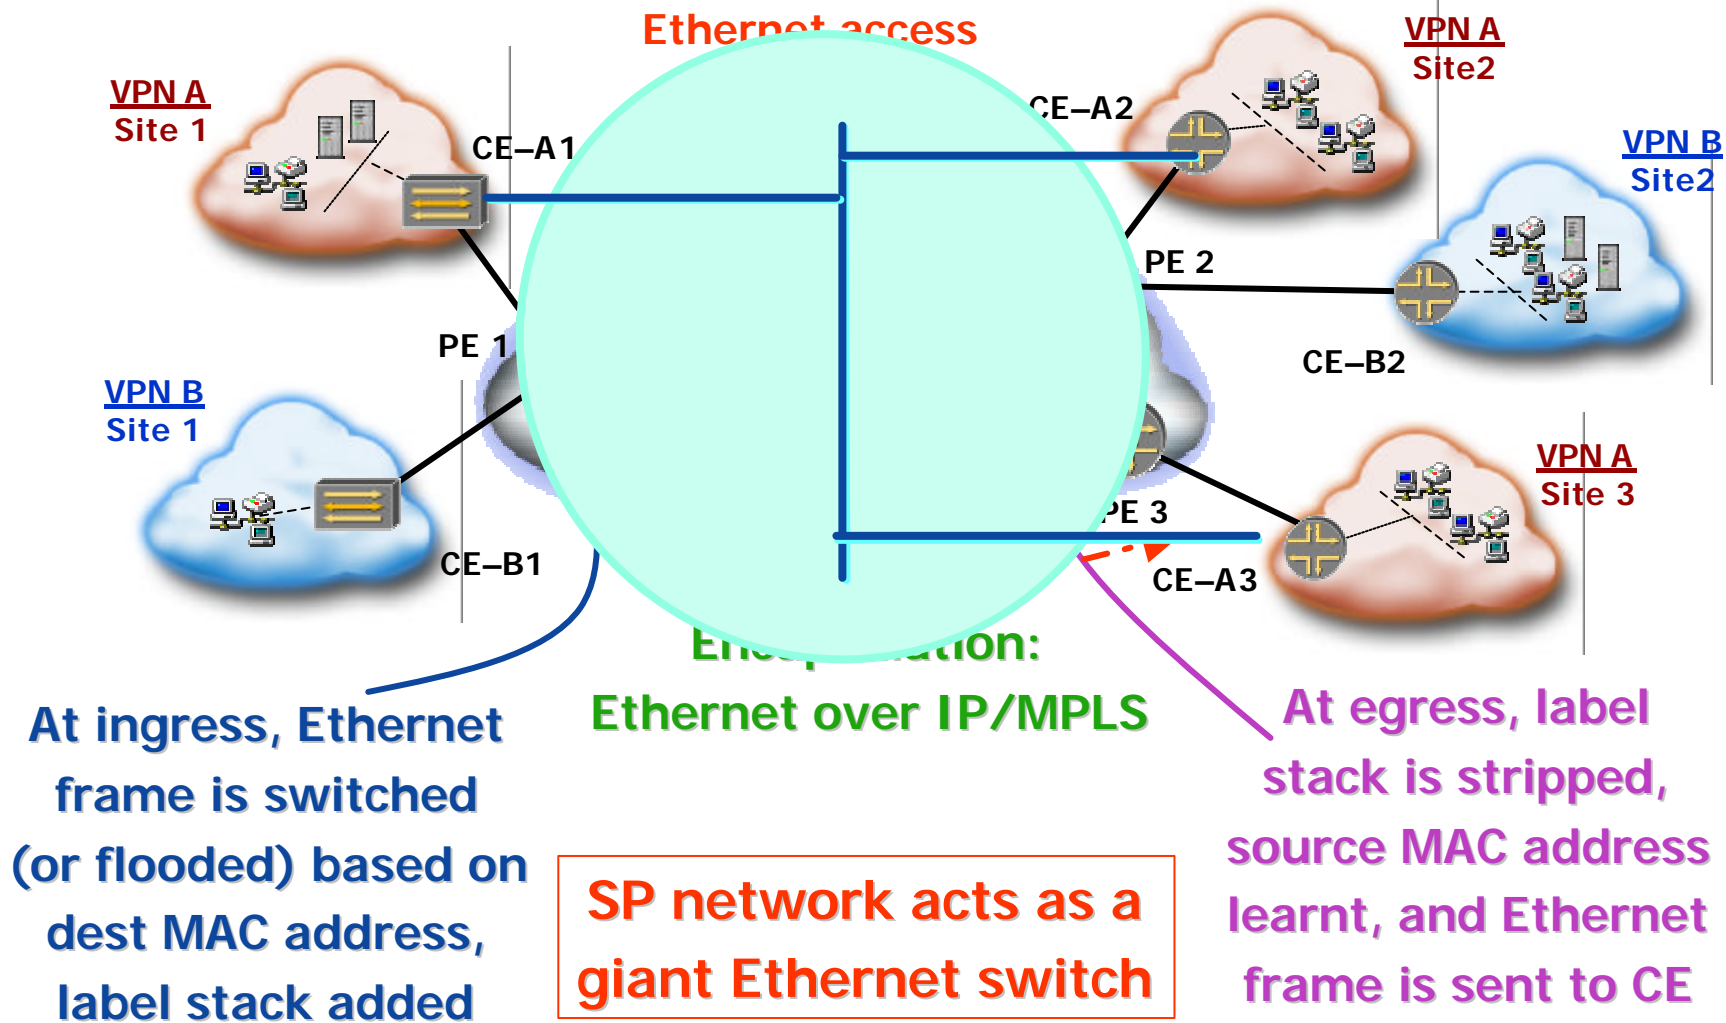 Ethernet access
VPN A
Site 1
CE–A1
CE–A2
VPN A
Site2
VPN B
Site2
PE 2
CE–B2
PE 1
VPN B
Site 1
CE–B1
VPN A
Site 3
PE 3
CE–A3
Ethernet over IP/MPLS
At ingress, Ethernet
frame is switched
(or flooded) based on
dest MAC address,
label stack added
SP network acts as a
giant Ethernet switch
At egress, label
stack is stripped,
source MAC address
learnt, and Ethernet
frame is sent to CE